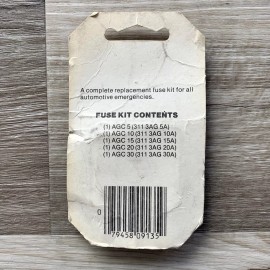 A complete replacement fuse kit for all
automotive emergencies.
FUSE KIT CONTENTS
(1) AGC 5 (311 3AG 5A)
(1) AGC 10 (311 3AG 10A)
(1) AGC 15 (311 3AG 15A)
(1) AGC 20 (311 3AG 20A)
(1) AGC 30 (311 3AG 30A)
0
79458 09135